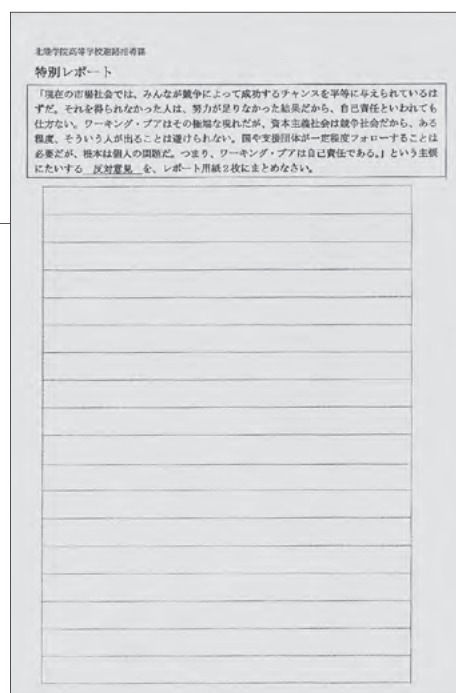 北陸学院高等学校進路指導課
特別レポート
「現在の市場社会では、みんなが競争によって成功するチャンスを平等に与えられているは
ずだ。それを得られなかった人は、努力が足りなかった結果だから、自己責任といわれても
仕方ない。ワーキング・プアはその極端な現れだが、資本主義社会は競争社会だから、ある
程度、そういう人が出ることは避けられない。国や支援団体が一定程度フォローすることは
必要だが、根本は個人の問題だ。つまり、ワーキング・プアは自己責任である。」という主張
にたいする 反対意見 を、レポート用紙2枚にまとめなさい。